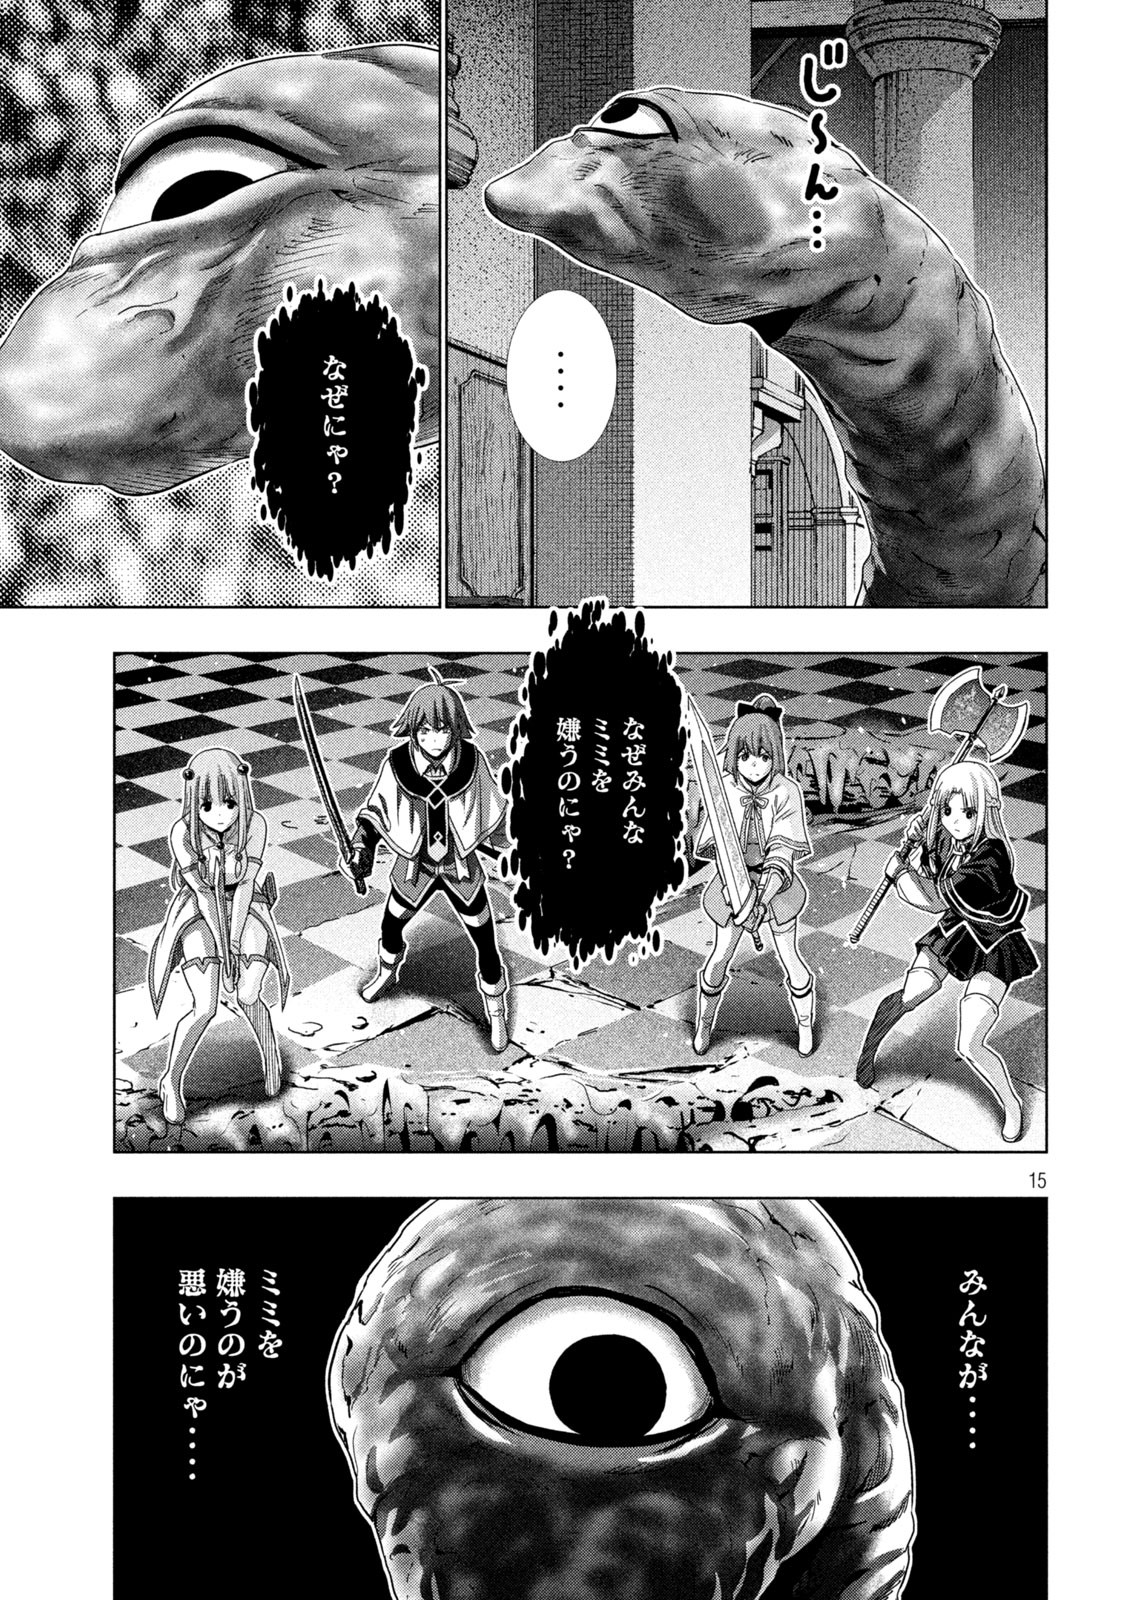 じ〜ん…
‥‥
なぜにゃ？
なぜみんな
ミミを
嫌うのにゃ？
15
みんなが‥‥
ミミを
嫌うのが
悪いのにゃ‥‥